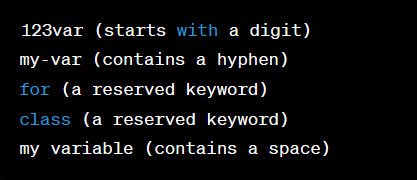 123var (starts with a digit)
my-var (contains a hyphen)
for (a reserved keyword)
class (a reserved keyword)
my variable (contains a space)